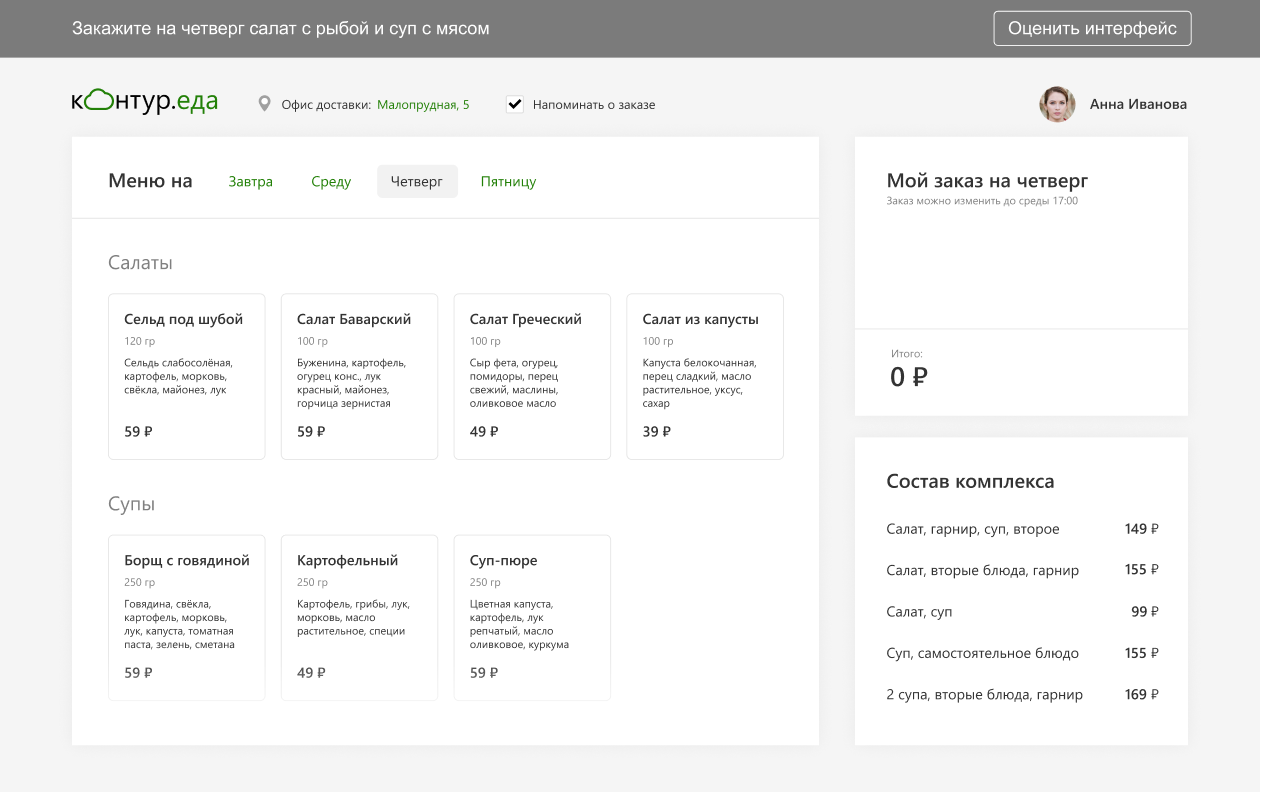 Закажите на четверг салат с рыбой и суп с мясом
Оценить интерфейс
контур.еда
Офис доставки: Малопрудная, 5
Напоминать о заказе
Анна Иванова
Меню на
Завтра
Среду
Четверг
Пятницу
Салаты
Сельд под шубой
120 гр
Сельдь слабосолёная,
картофель, морковь,
свёкла, майонез, лук
59 ₽
Салат Баварский
100 гр
Буженина, картофель,
огурец конс., лук
красный, майонез,
горчица зернистая
59 ₽
Салат Греческий
100 гр
Сыр фета, огурец,
помидоры, перец
свежий, маслины,
оливковое масло
49 ₽
Салат из капусты
100 гр
Капуста белокочанная,
перец сладкий, масло
растительное, уксус,
сахар
39 ₽
Супы
Борщ с говядиной
250 гр
Говядина, свёкла,
картофель, морковь,
лук, капуста, томатная
паста, зелень, сметана
59 ₽
Картофельный
250 гр
Картофель, грибы, лук,
морковь, масло
растительное, специи
49 ₽
Суп-пюре
250 гр
Цветная капуста,
картофель, лук
репчатый, масло
оливковое, куркума
59 ₽
Мой заказ на четверг
Заказ можно изменить до среды 17:00
Итого:
0 ₽
Состав комплекса
Салат, гарнир, суп, второе 149 ₽
Салат, вторые блюда, гарнир 155 ₽
Салат, суп 99 ₽
Суп, самостоятельное блюдо 155 ₽
2 супа, вторые блюда, гарнир 169 ₽